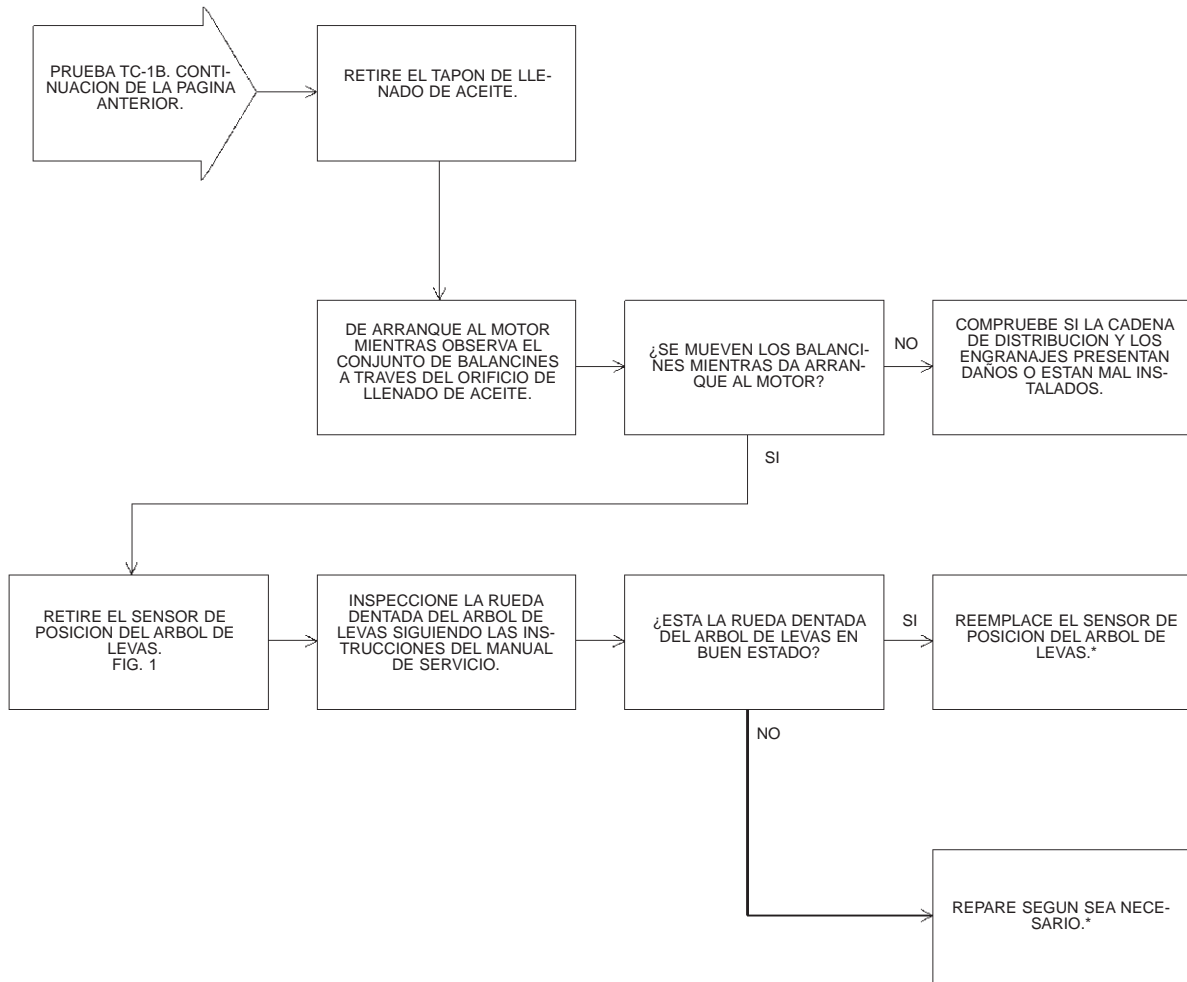 PRUEBA TC-1B. CONTI-
NUACION DE LA PAGINA
ANTERIOR.
RETIRE EL TAPON DE LLE-
NADO DE ACEITE.
DE ARRANQUE AL MOTOR
MIENTRAS OBSERVA EL
CONJUNTO DE BALANCINES
A TRAVES DEL ORIFICIO DE
LLENADO DE ACEITE.
¿SE MUEVEN LOS BALANCI-
NES MIENTRAS DA ARRAN-
QUE AL MOTOR?
NO
COMPRUEBE SI LA CADENA
DE DISTRIBUCION Y LOS
ENGRANAJES PRESENTAN
DAÑOS O ESTAN MAL INS-
TALADOS.
SI
RETIRE EL SENSOR DE
POSICION DEL ARBOL DE
LEVAS.
FIG. 1
INSPECCIONE LA RUEDA
DENTADA DEL ARBOL DE
LEVAS SIGUIENDO LAS INS-
TRUCCIONES DEL MANUAL
DE SERVICIO.
¿ESTA LA RUEDA DENTADA
DEL ARBOL DE LEVAS EN
BUEN ESTADO?
SI
REEMPLACE EL SENSOR DE
POSICION DEL ARBOL DE
LEVAS.*
NO
REPARE SEGUN SEA NECE-
SARIO.*